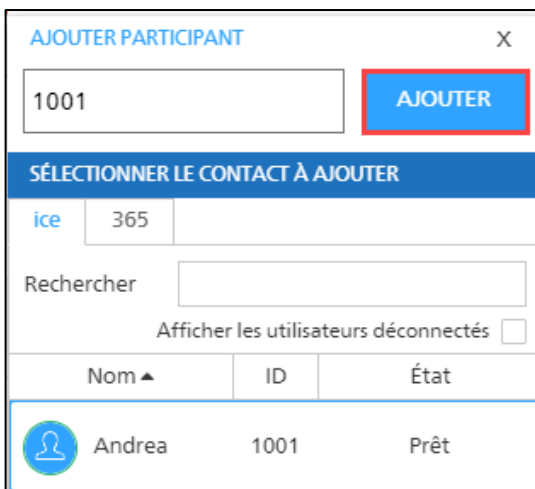 AJOUTER PARTICIPANT X
1001 AJOUTER
SÉLECTIONNER LE CONTACT À AJOUTER
ice 365
Rechercher
Afficher les utilisateurs déconnectés
Nom ▲ ID État
Andrea 1001 Prêt